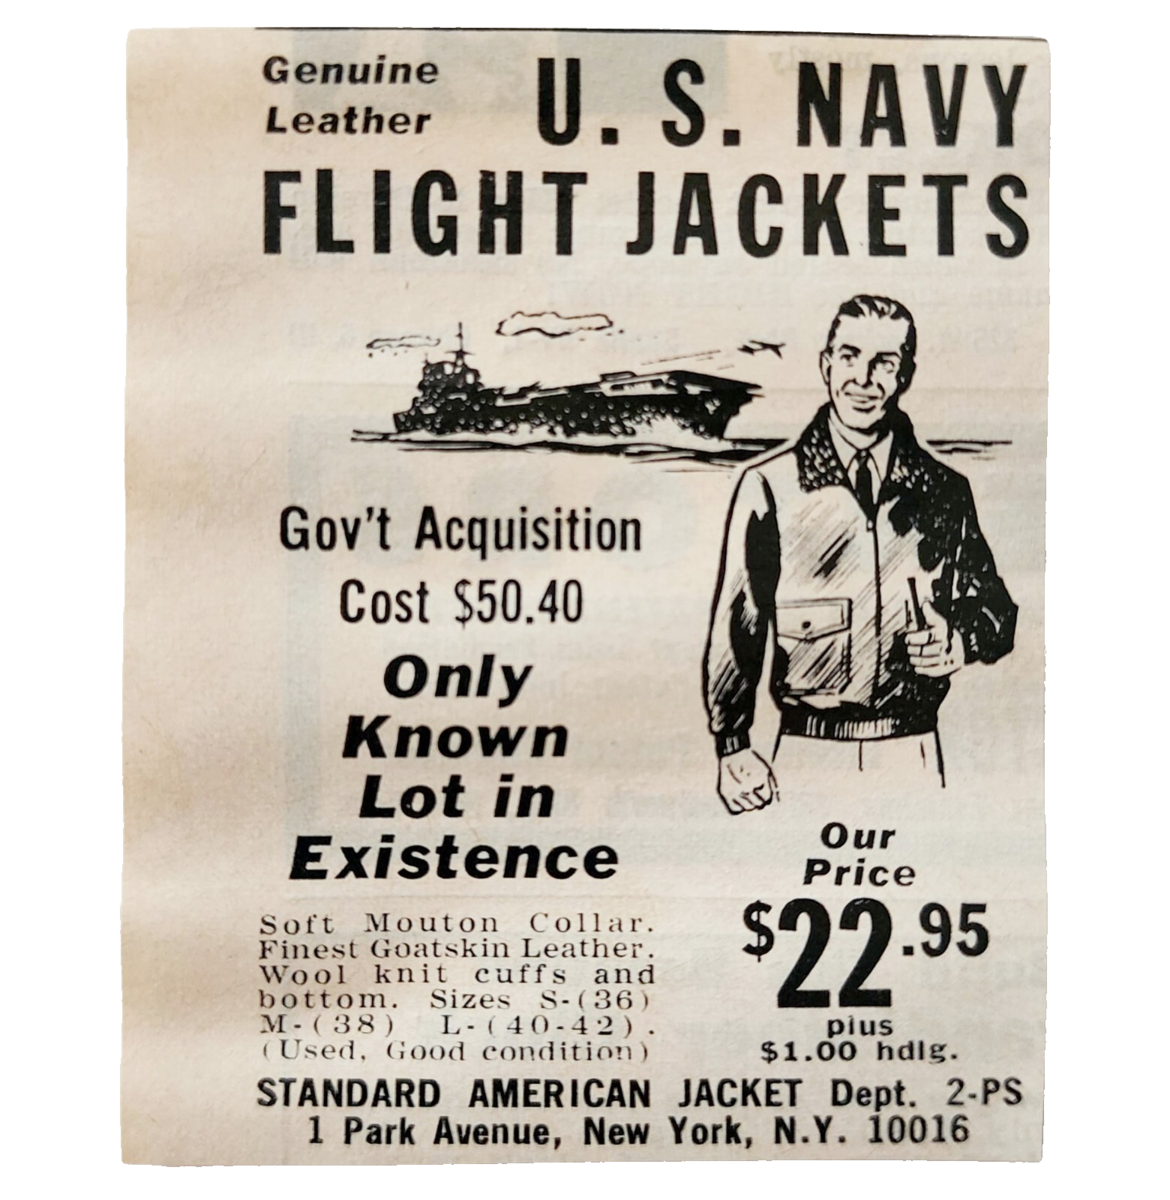 Genuine
Leather
U. S. NAVY
FLIGHT JACKETS
Gov't Acquisition
Cost $50.40
Only
Known
Lot in
Existence
Our
Price
$22.95
plus
$1.00 hdlg.
Soft Mouton Collar.
Finest Goatskin Leather.
Wool knit cuffs and
bottom. Sizes S-(36)
M-(38) L-(40-42).
(Used, Good condition)
STANDARD AMERICAN JACKET Dept. 2-PS
1 Park Avenue, New York, N.Y. 10016